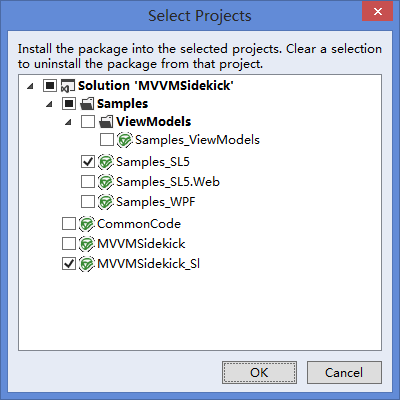 Select Projects
Install the package into the selected projects. Clear a selection
to uninstall the package from that project.
Solution 'MVVMSidekick'
Samples
ViewModels
Samples_ViewModels
Samples_SL5
Samples_SL5.Web
Samples_WPF
CommonCode
MVVMSidekick
MVVMSidekick_Sl
OK
Cancel